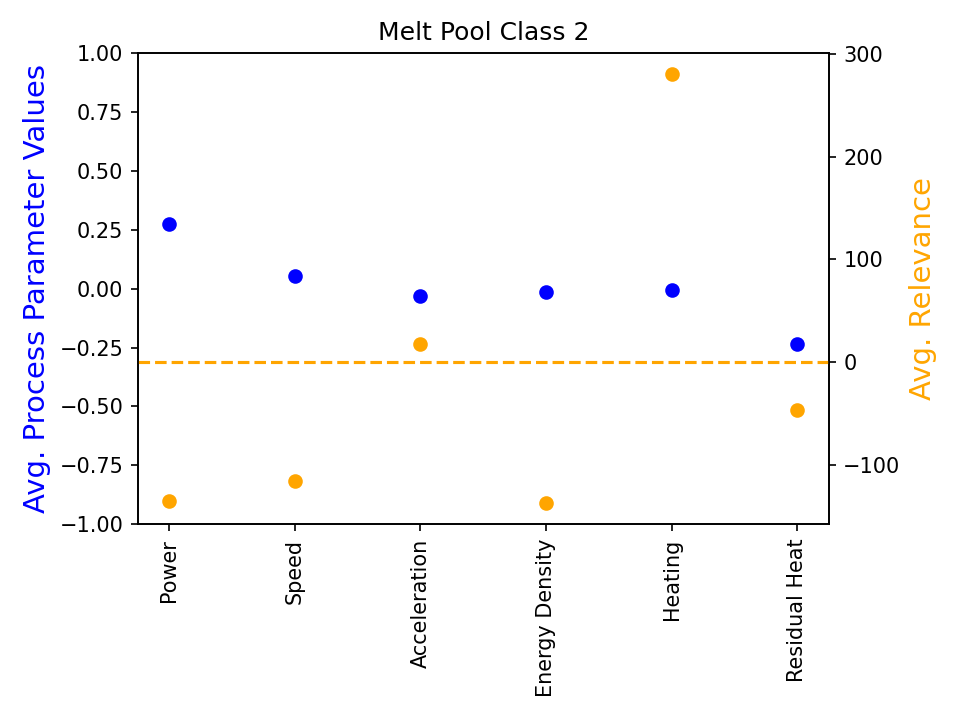 Melt Pool Class 2
Avg. Process Parameter Values
1.00
0.75
0.50
0.25
0.00
−0.25
−0.50
−0.75
−1.00
300
200
100
0
−100
Avg. Relevance
Power
Speed
Acceleration
Energy Density
Heating
Residual Heat